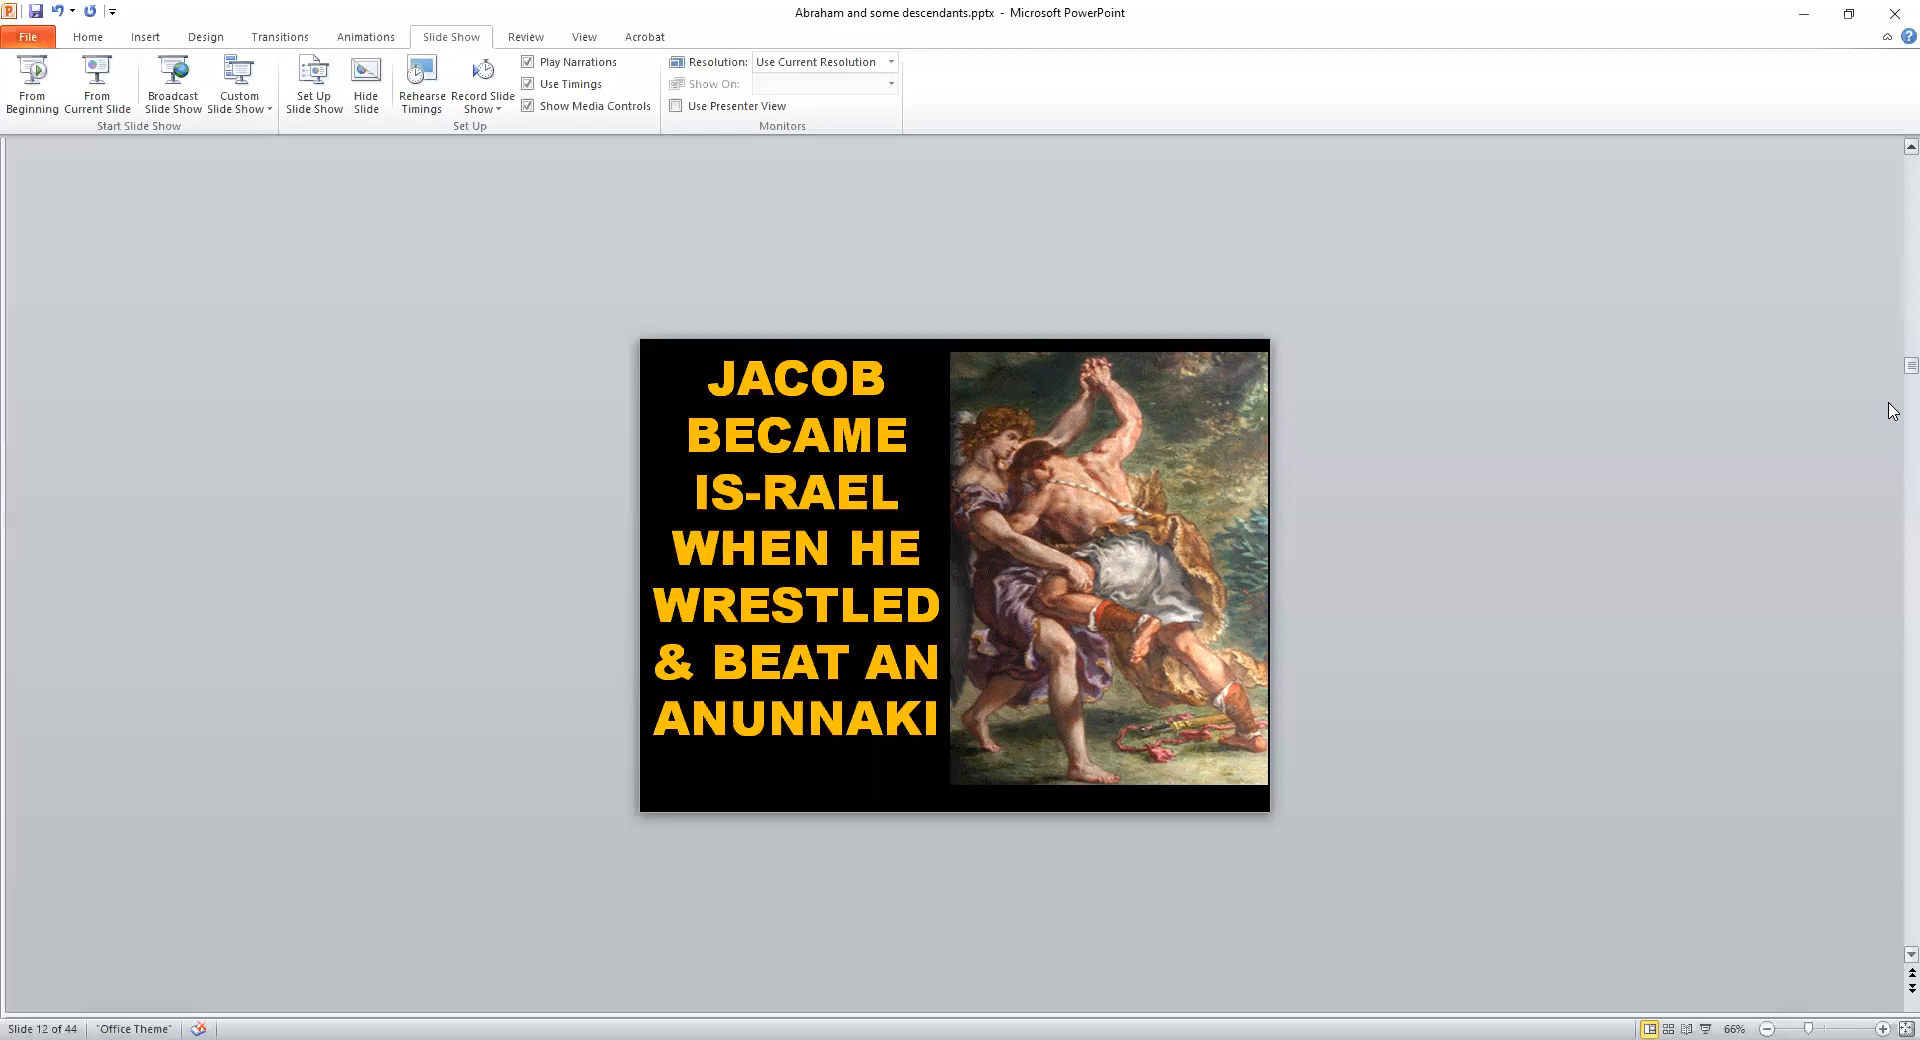 Abraham and some descendants.pptx - Microsoft PowerPoint
File Home Insert Design Transitions Animations Slide Show Review View Acrobat
From Beginning
From Current Slide
Broadcast Slide Show
Custom Slide Show
Start Slide Show
Set Up Slide Show
Hide Slide
Rehearse Timings
Record Slide Show
Play Narrations
Use Timings
Show Media Controls
Set Up
Resolution: Use Current Resolution
Show On:
Use Presenter View
Monitors
JACOB
BECAME
IS-RAEL
WHEN HE
WRESTLED
& BEAT AN
ANUNNAKI
Slide 12 of 44 "Office Theme" 66%